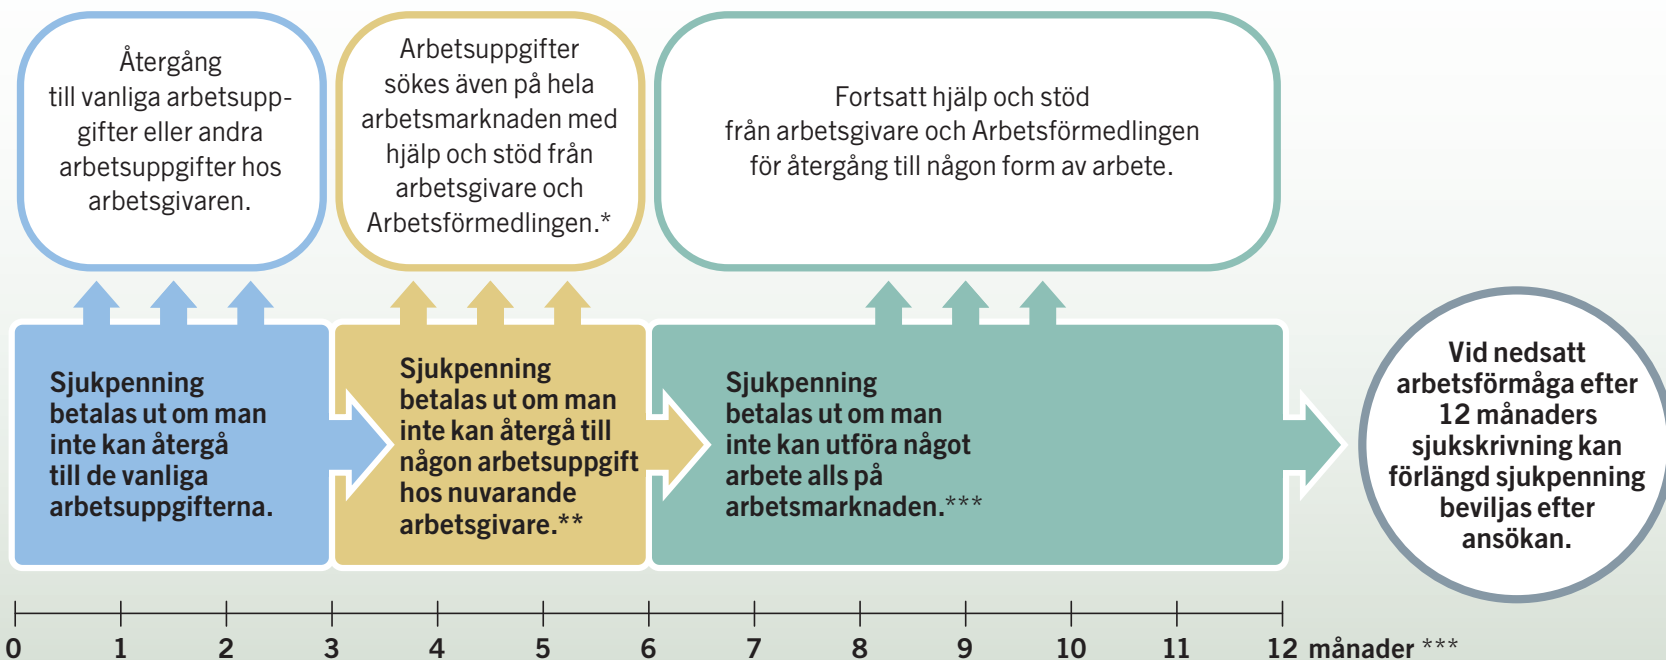 Återgång
till vanliga arbetsupp-
gifter eller andra
arbetsuppgifter hos
arbetsgivaren.
Arbetsuppgifter
sökes även på hela
arbetsmarknaden med
hjälp och stöd från
arbetsgivare och
Arbetsförmedlingen.*
Fortsatt hjälp och stöd
från arbetsgivare och Arbetsförmedlingen
för återgång till någon form av arbete.
Sjukpenning
betalas ut om man
inte kan återgå
till de vanliga
arbetsuppgifterna.
Sjukpenning
betalas ut om man
inte kan återgå till
någon arbetsuppgift
hos nuvarande
arbetsgivare.**
Sjukpenning
betalas ut om man
inte kan utföra något
arbete alls på
arbetsmarknaden.***
Vid nedsatt
arbetsförmåga efter
12 månaders
sjukskrivning kan
förlängd sjukpenning
beviljas efter
ansökan.
0 1 2 3 4 5 6 7 8 9 10 11 12 månader ***